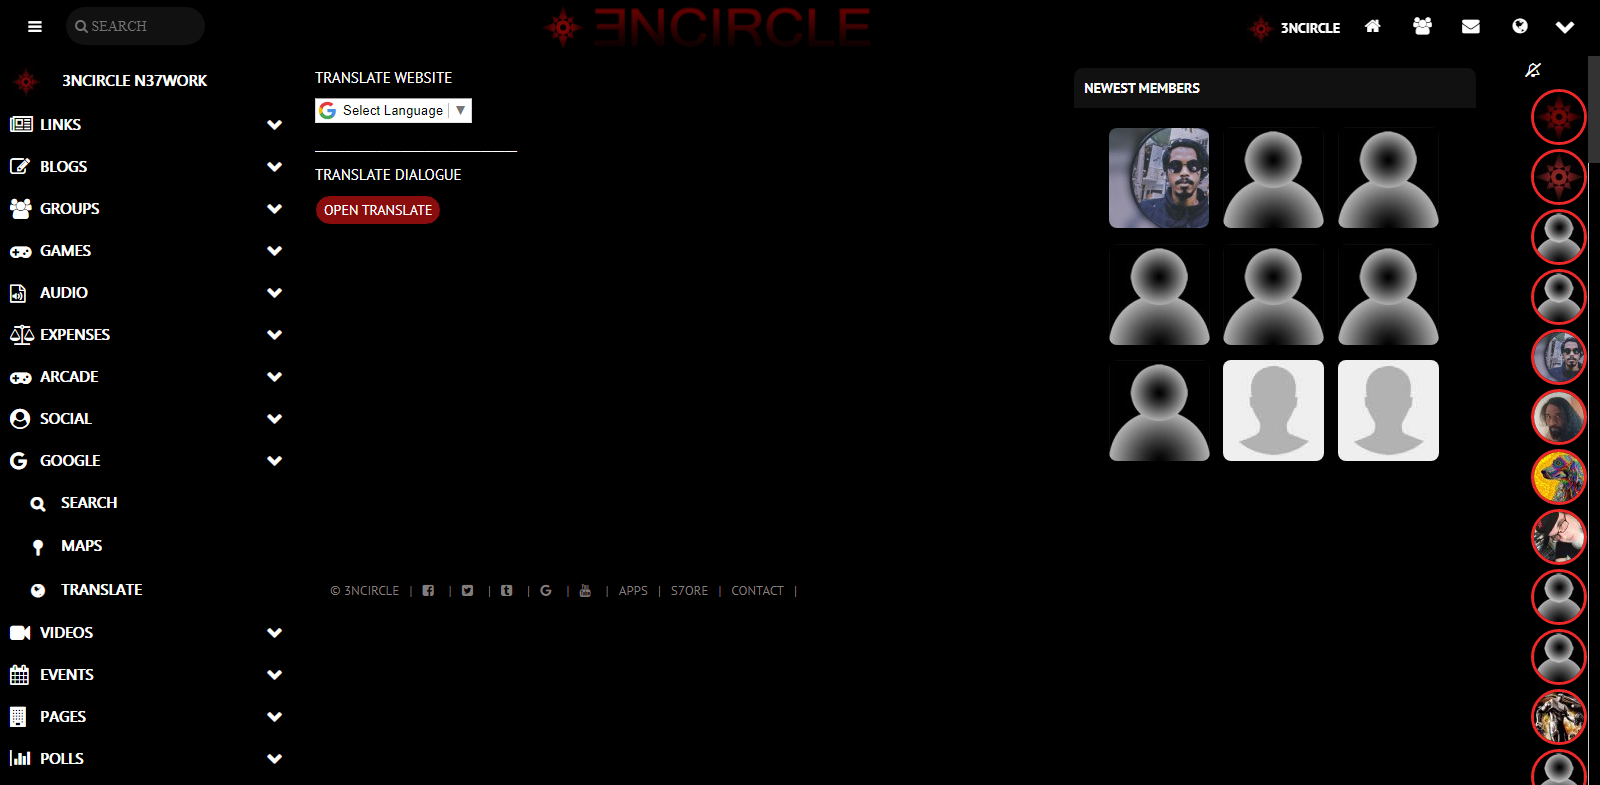 SEARCH
ƎNCIRCLE
3NCIRCLE
3NCIRCLE N37WORK
LINKS
BLOGS
GROUPS
GAMES
AUDIO
EXPENSES
ARCADE
SOCIAL
GOOGLE
SEARCH
MAPS
TRANSLATE
VIDEOS
EVENTS
PAGES
POLLS
TRANSLATE WEBSITE
Select Language ▼
TRANSLATE DIALOGUE
OPEN TRANSLATE
NEWEST MEMBERS
© 3NCIRCLE | | | | | | APPS | S7ORE | CONTACT |